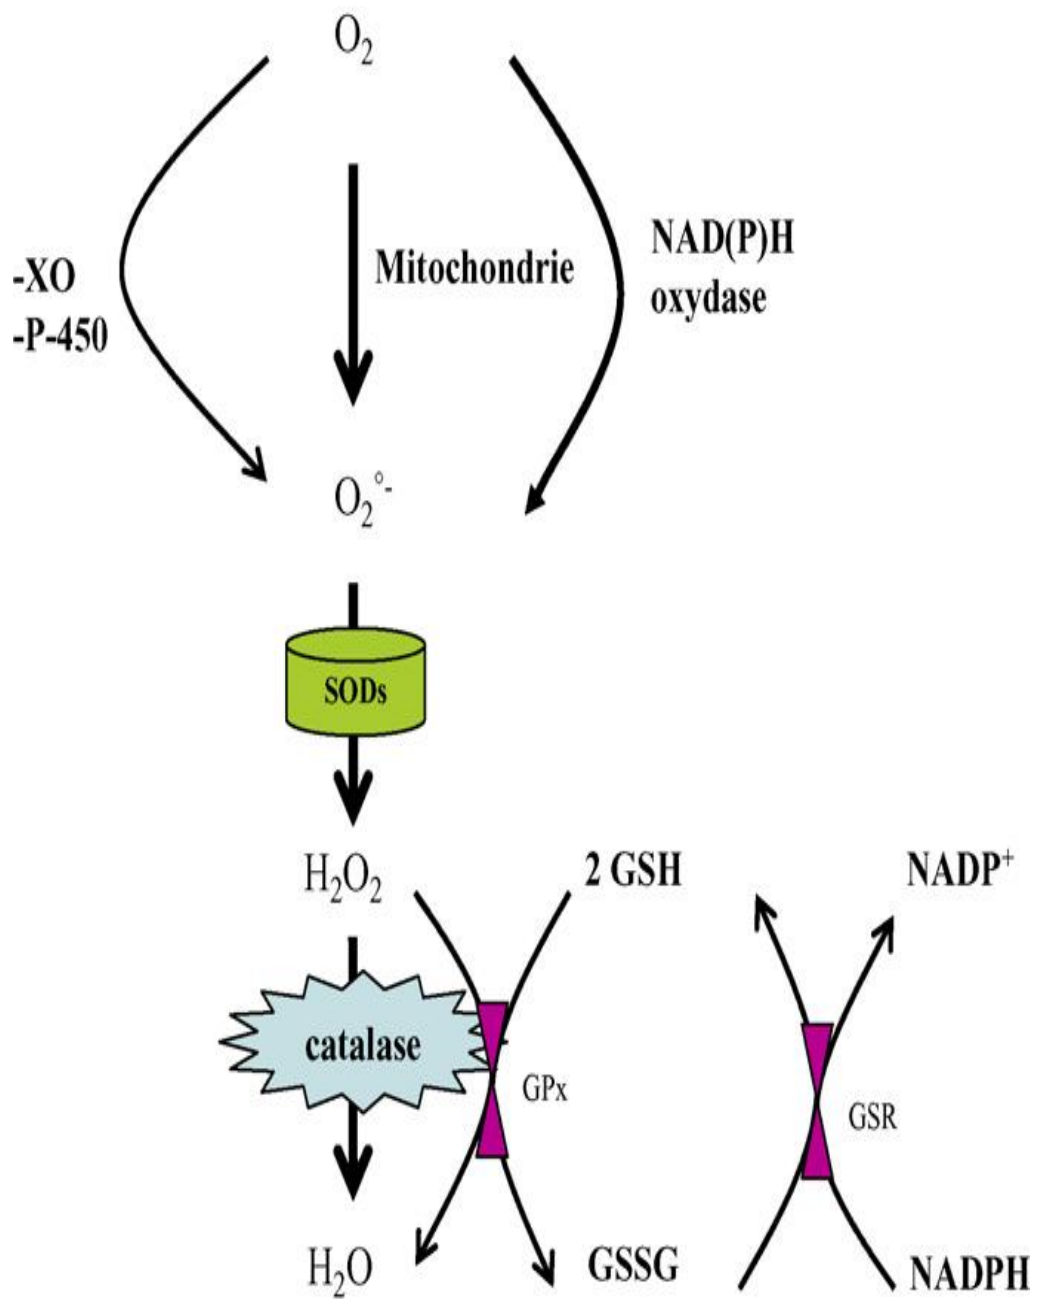 O₂
-XO
-P-450
Mitochondrie
NAD(P)H
oxydase
O₂°⁻
SODs
H₂O₂
2 GSH
NADP⁺
catalase
GPx
GSR
H₂O
GSSG
NADPH